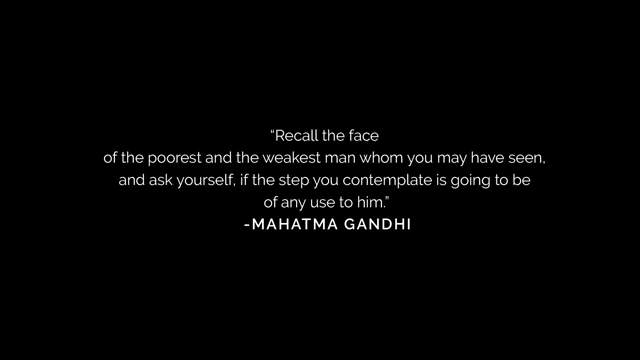 “Recall the face
of the poorest and the weakest man whom you may have seen,
and ask yourself, if the step you contemplate is going to be
of any use to him.”
-MAHATMA GANDHI